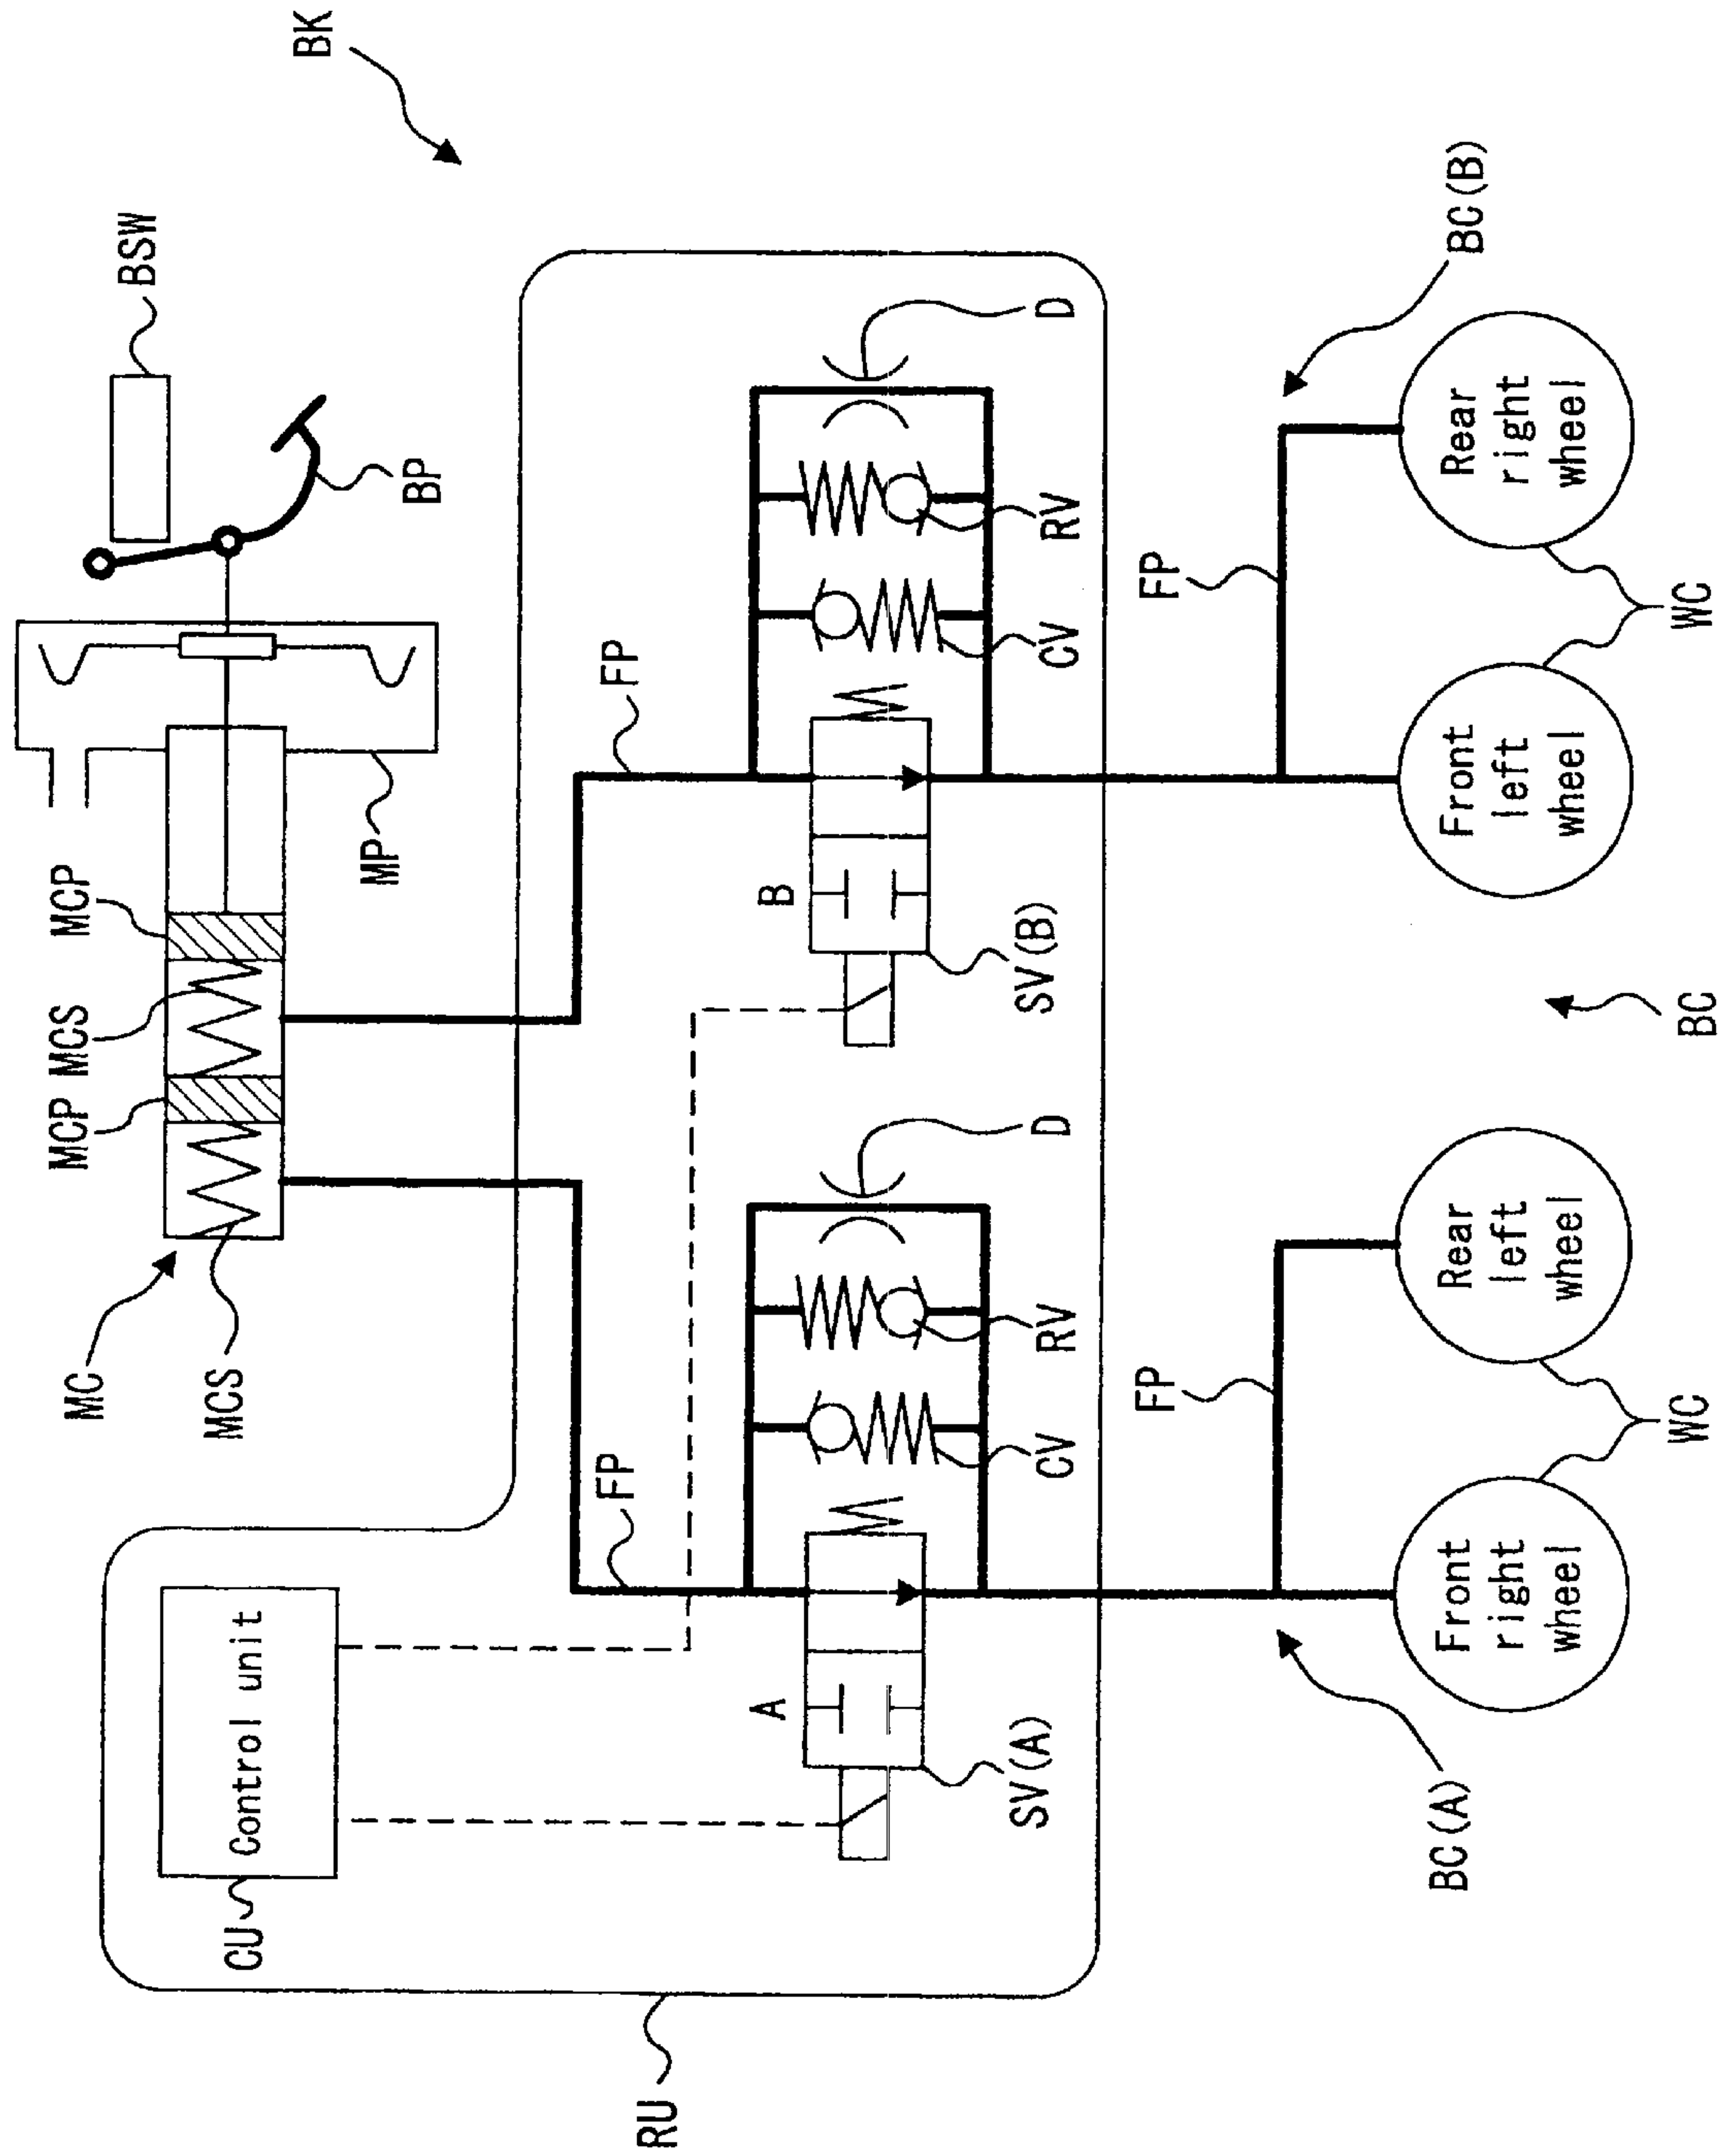 BK
BSW
BP
MP
MCP
MCS
MCP
MC
MCS
Control unit
CU
RU
FP
FP
D
RV
CV
B
SV(B)
D
RV
CV
A
SV(A)
FP
BC(B)
Rear
right
wheel
Front
left
wheel
WC
BC
FP
BC(A)
Rear
left
wheel
Front
right
wheel
WC